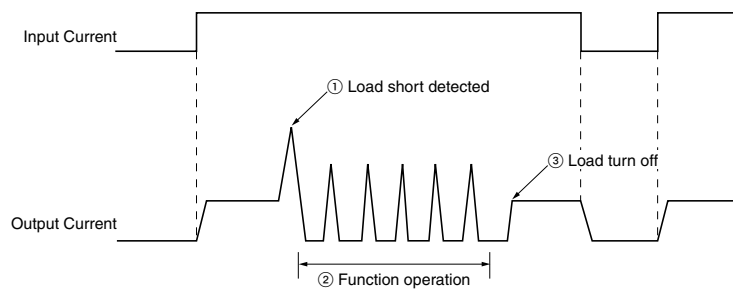 Input Current
① Load short detected
③ Load turn off
Output Current
② Function operation